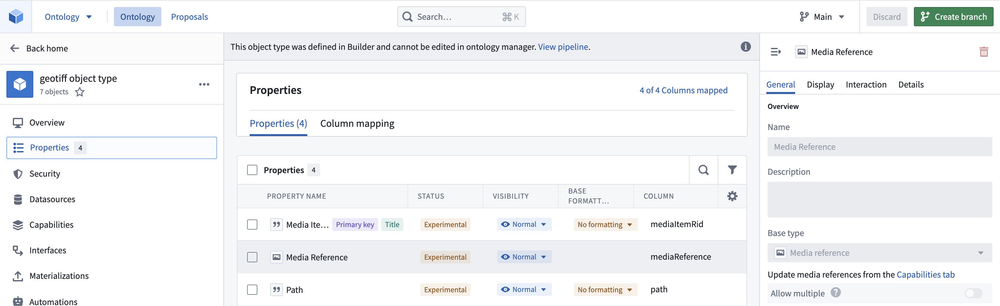 Ontology
Ontology
Proposals
Search...
⌘ K
Main
Discard
Create branch
Back home
geotiff object type
7 objects
Overview
Properties 4
Security
Datasources
Capabilities
Interfaces
Materializations
Automations
This object type was defined in Builder and cannot be edited in ontology manager. View pipeline.
Properties
4 of 4 Columns mapped
Properties (4)
Column mapping
Properties 4
PROPERTY NAME
STATUS
VISIBILITY
BASE
FORMATT...
COLUMN
Media Ite... Primary key Title
Experimental
Normal
No formatting
mediaItemRid
Media Reference
Experimental
Normal
mediaReference
Path
Experimental
Normal
No formatting
path
Media Reference
General
Display
Interaction
Details
Overview
Name
Media Reference
Description
Base type
Media reference
Update media references from the Capabilities tab
Allow multiple ?